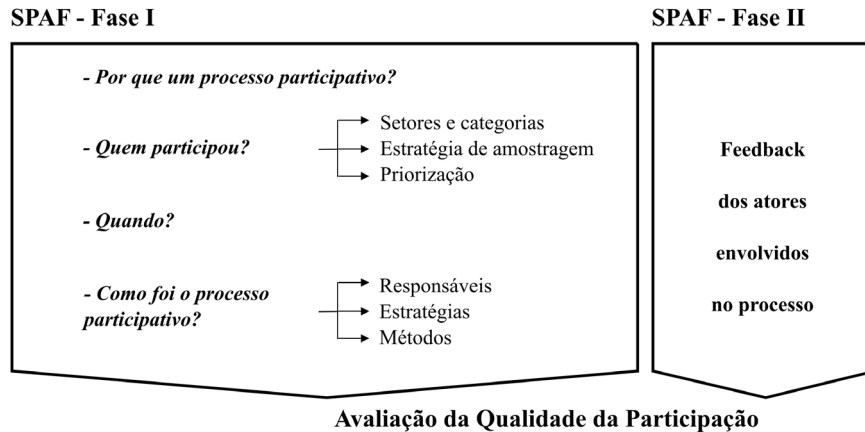 SPAF - Fase I
- Por que um processo participativo?
- Quem participou?
Setores e categorias
Estratégia de amostragem
Priorização
- Quando?
- Como foi o processo
participativo?
Responsáveis
Estratégias
Métodos
SPAF - Fase II
Feedback
dos atores
envolvidos
no processo
Avaliação da Qualidade da Participação